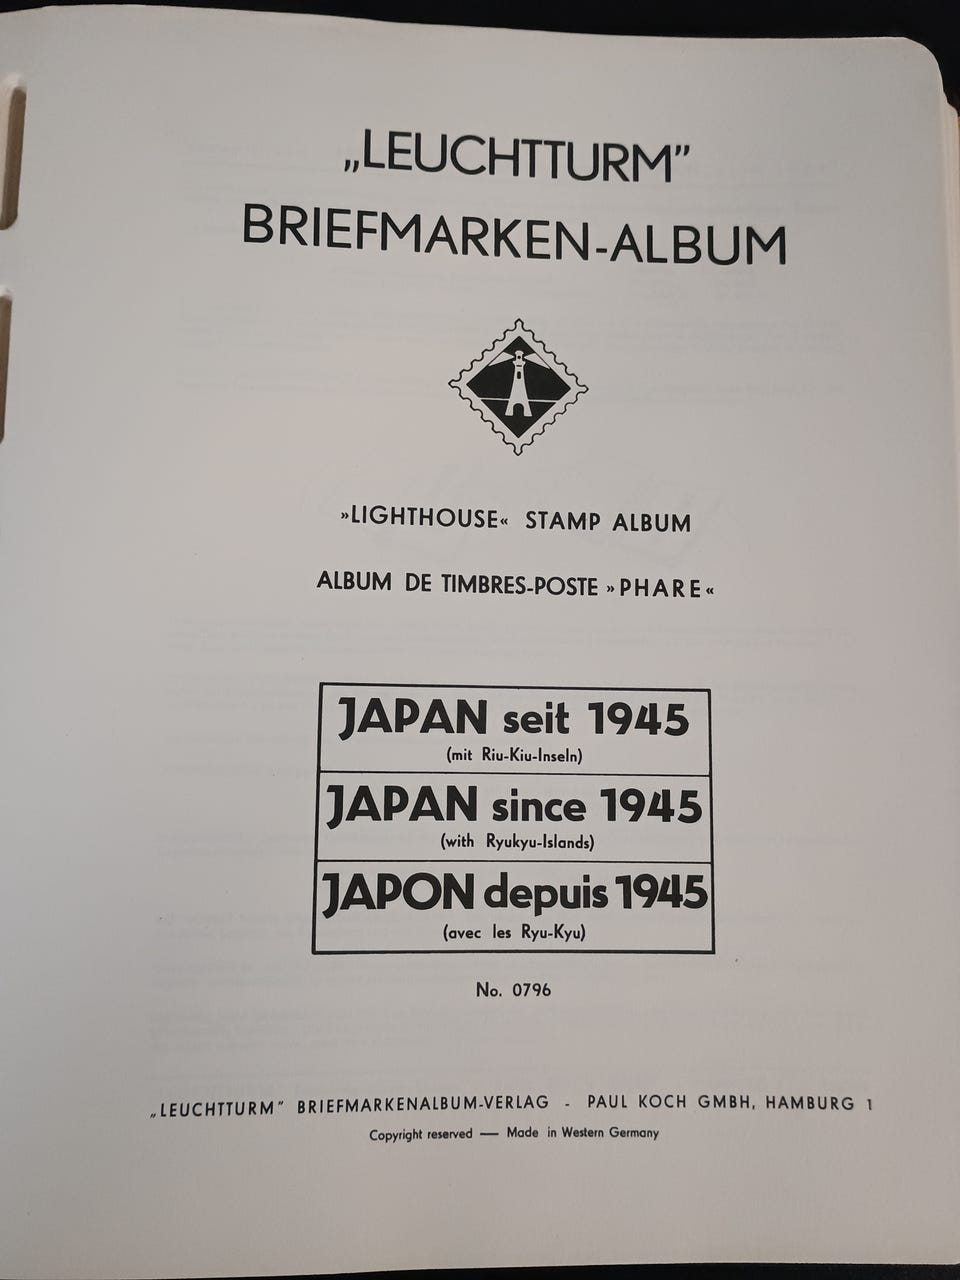 „LEUCHTTURM”
BRIEFMARKEN-ALBUM
»LIGHTHOUSE« STAMP ALBUM
ALBUM DE TIMBRES-POSTE »PHARE«
JAPAN seit 1945
(mit Riu-Kiu-Inseln)
JAPAN since 1945
(with Ryukyu-Islands)
JAPON depuis 1945
(avec les Ryu-Kyu)
No. 0796
„LEUCHTTURM” BRIEFMARKENALBUM-VERLAG - PAUL KOCH GMBH, HAMBURG 1
Copyright reserved — Made in Western Germany